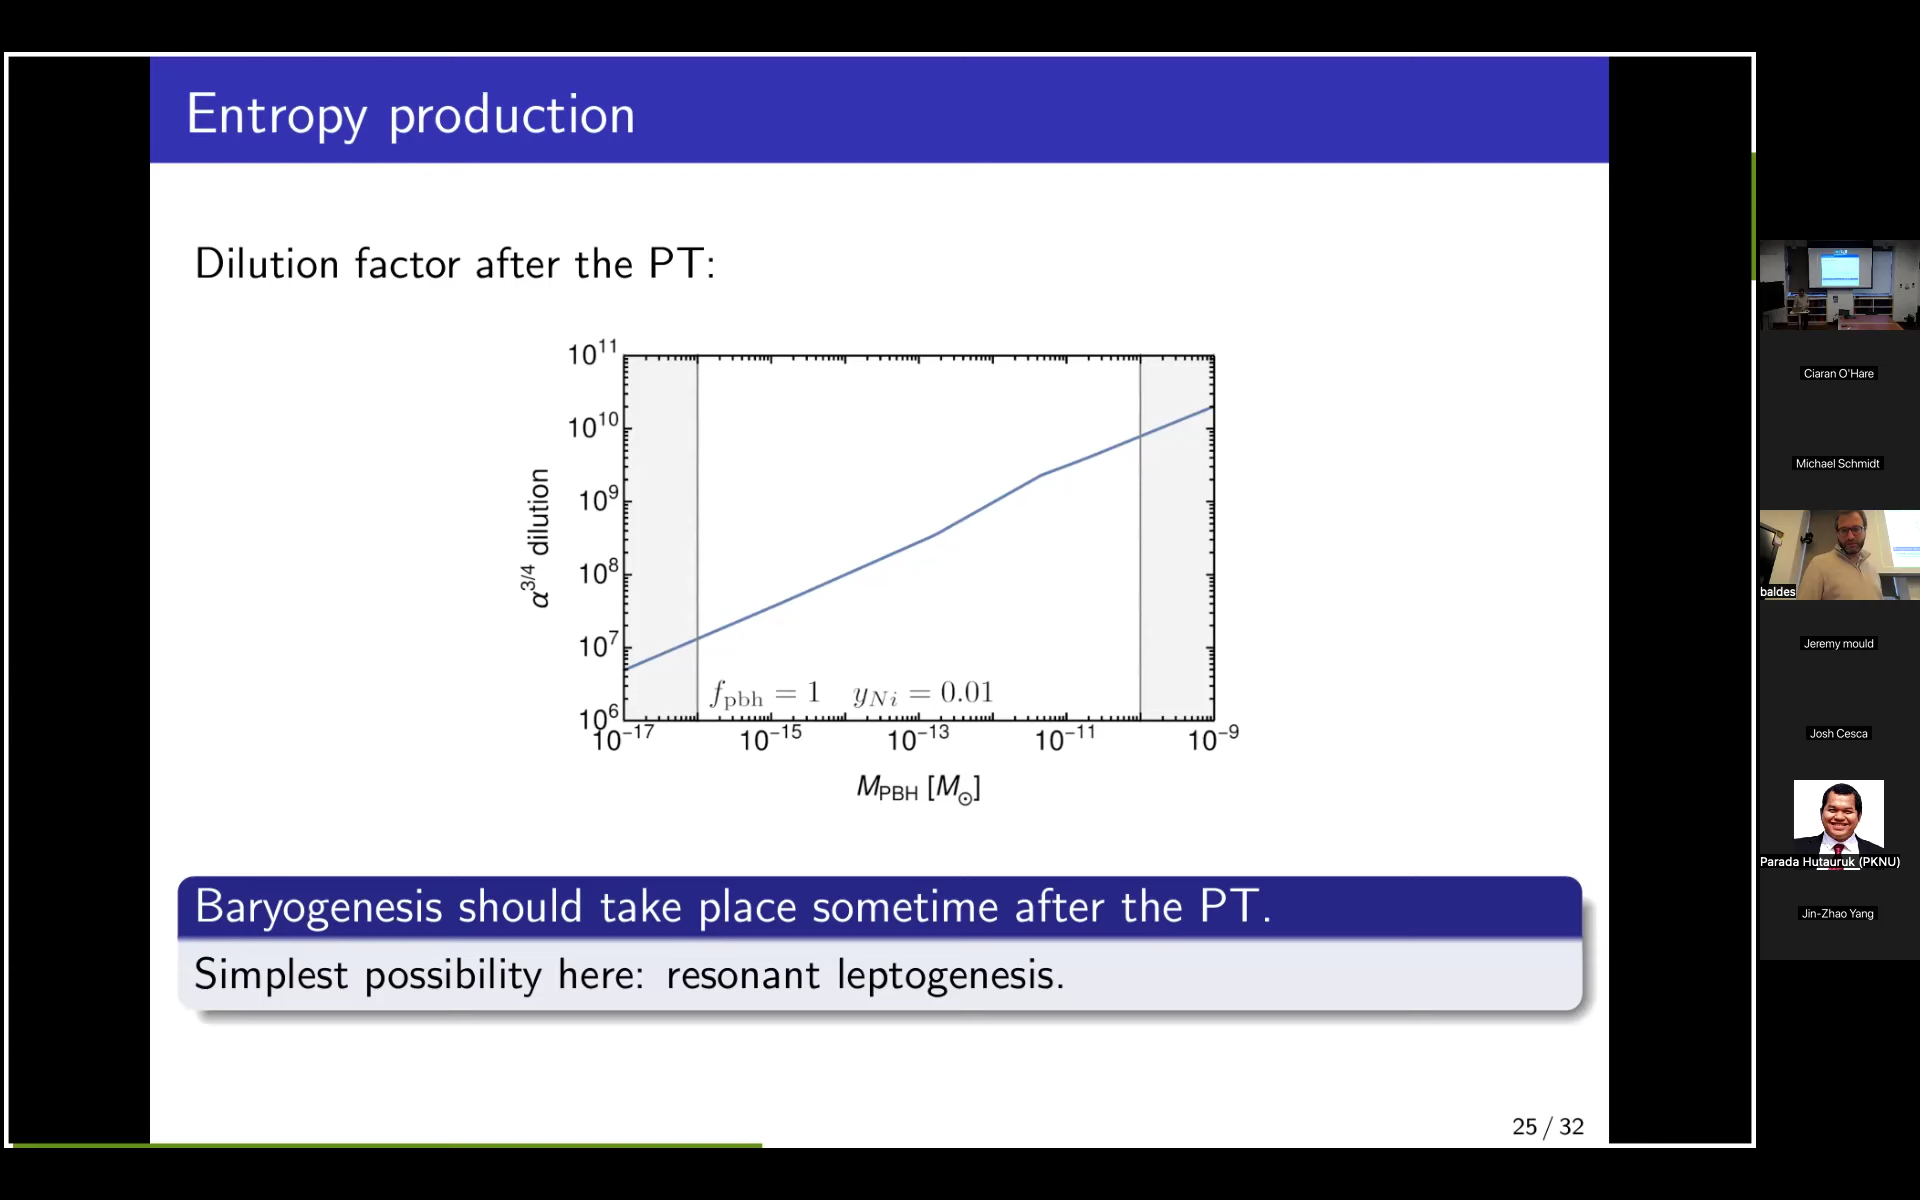 Entropy production
Dilution factor after the PT:
10^11
10^10
10^9
10^8
10^7
10^6
α^3/4 dilution
f_pbh = 1 y_Ni = 0.01
10^−17 10^−15 10^−13 10^−11 10^−9
M_PBH [M_⊙]
Baryogenesis should take place sometime after the PT.
Simplest possibility here: resonant leptogenesis.
25 / 32
Ciaran O'Hare
Michael Schmidt
baldes
Jeremy mould
Josh Cesca
Parada Hutauruk (PKNU)
Jin-Zhao Yang